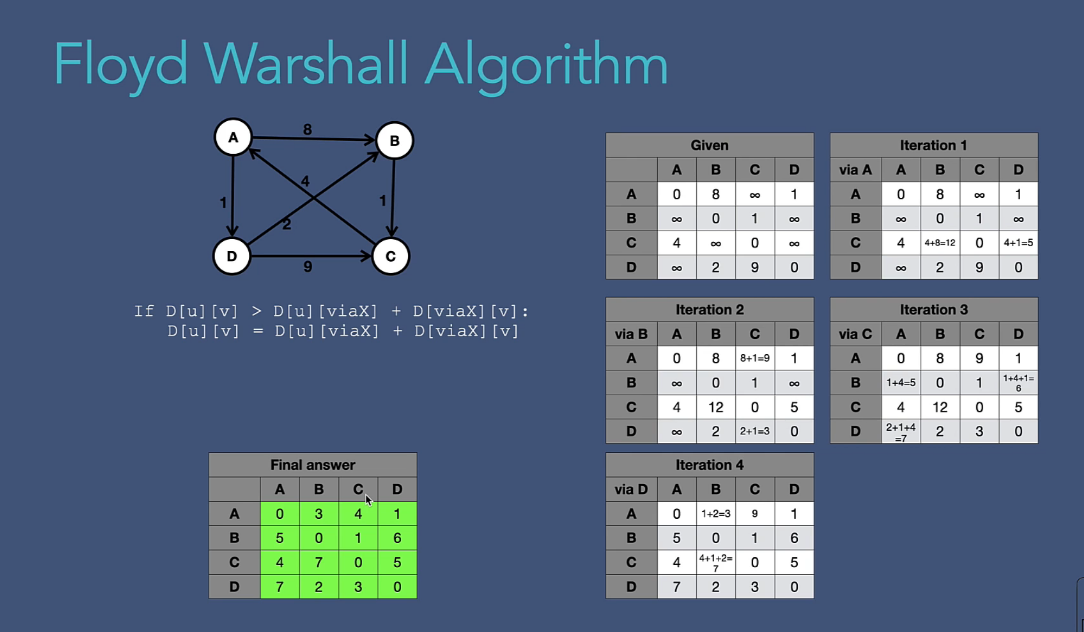 Floyd Warshall Algorithm
A
8
B
4
1
1
2
D
9
C
If D[u][v] > D[u][viaX] + D[viaX][v]:
D[u][v] = D[u][viaX] + D[viaX][v]
Given
A B C D
A 0 8 ∞ 1
B ∞ 0 1 ∞
C 4 ∞ 0 ∞
D ∞ 2 9 0
Iteration 1
via A A B C D
A 0 8 ∞ 1
B ∞ 0 1 ∞
C 4 4+8=12 0 4+1=5
D ∞ 2 9 0
Iteration 2
via B A B C D
A 0 8 8+1=9 1
B ∞ 0 1 ∞
C 4 12 0 5
D ∞ 2 2+1=3 0
Iteration 3
via C A B C D
A 0 8 9 1
B 1+4=5 0 1 1+4+1=
6
C 4 12 0 5
D 2+1+4 2 3 0
=7
Final answer
A B C D
A 0 3 4 1
B 5 0 1 6
C 4 7 0 5
D 7 2 3 0
Iteration 4
via D A B C D
A 0 1+2=3 9 1
B 5 0 1 6
C 4 4+1+2= 0 5
7
D 7 2 3 0